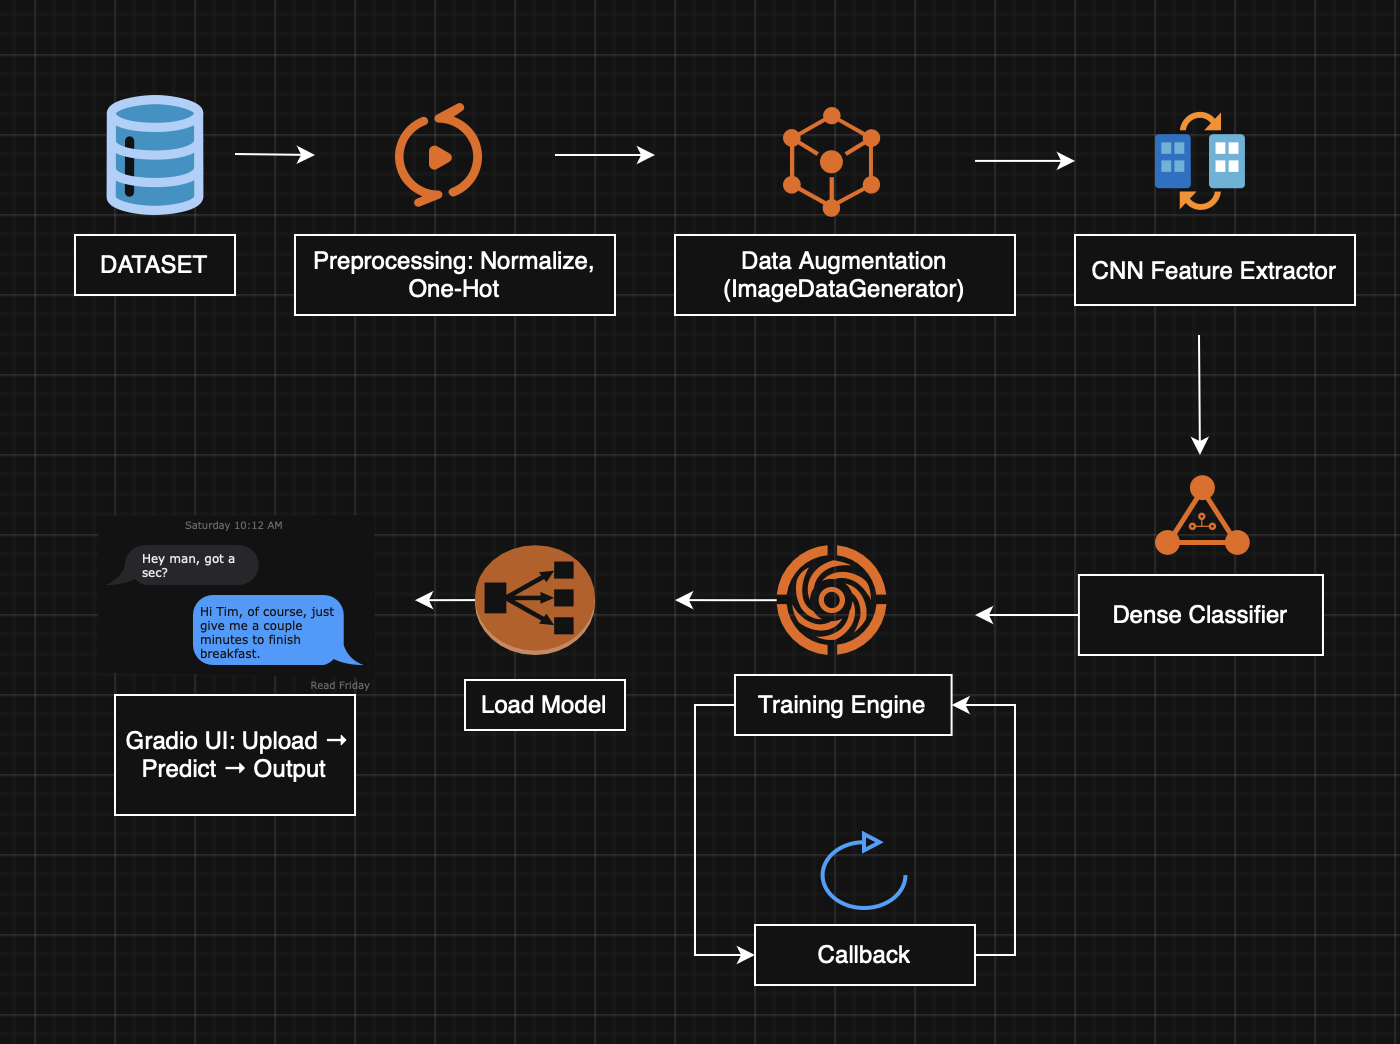 DATASET
Preprocessing: Normalize,
One-Hot
Data Augmentation
(ImageDataGenerator)
CNN Feature Extractor
Saturday 10:12 AM
Hey man, got a
sec?
Hi Tim, of course, just
give me a couple
minutes to finish
breakfast.
Read Friday
Gradio UI: Upload →
Predict → Output
Load Model
Training Engine
Dense Classifier
Callback